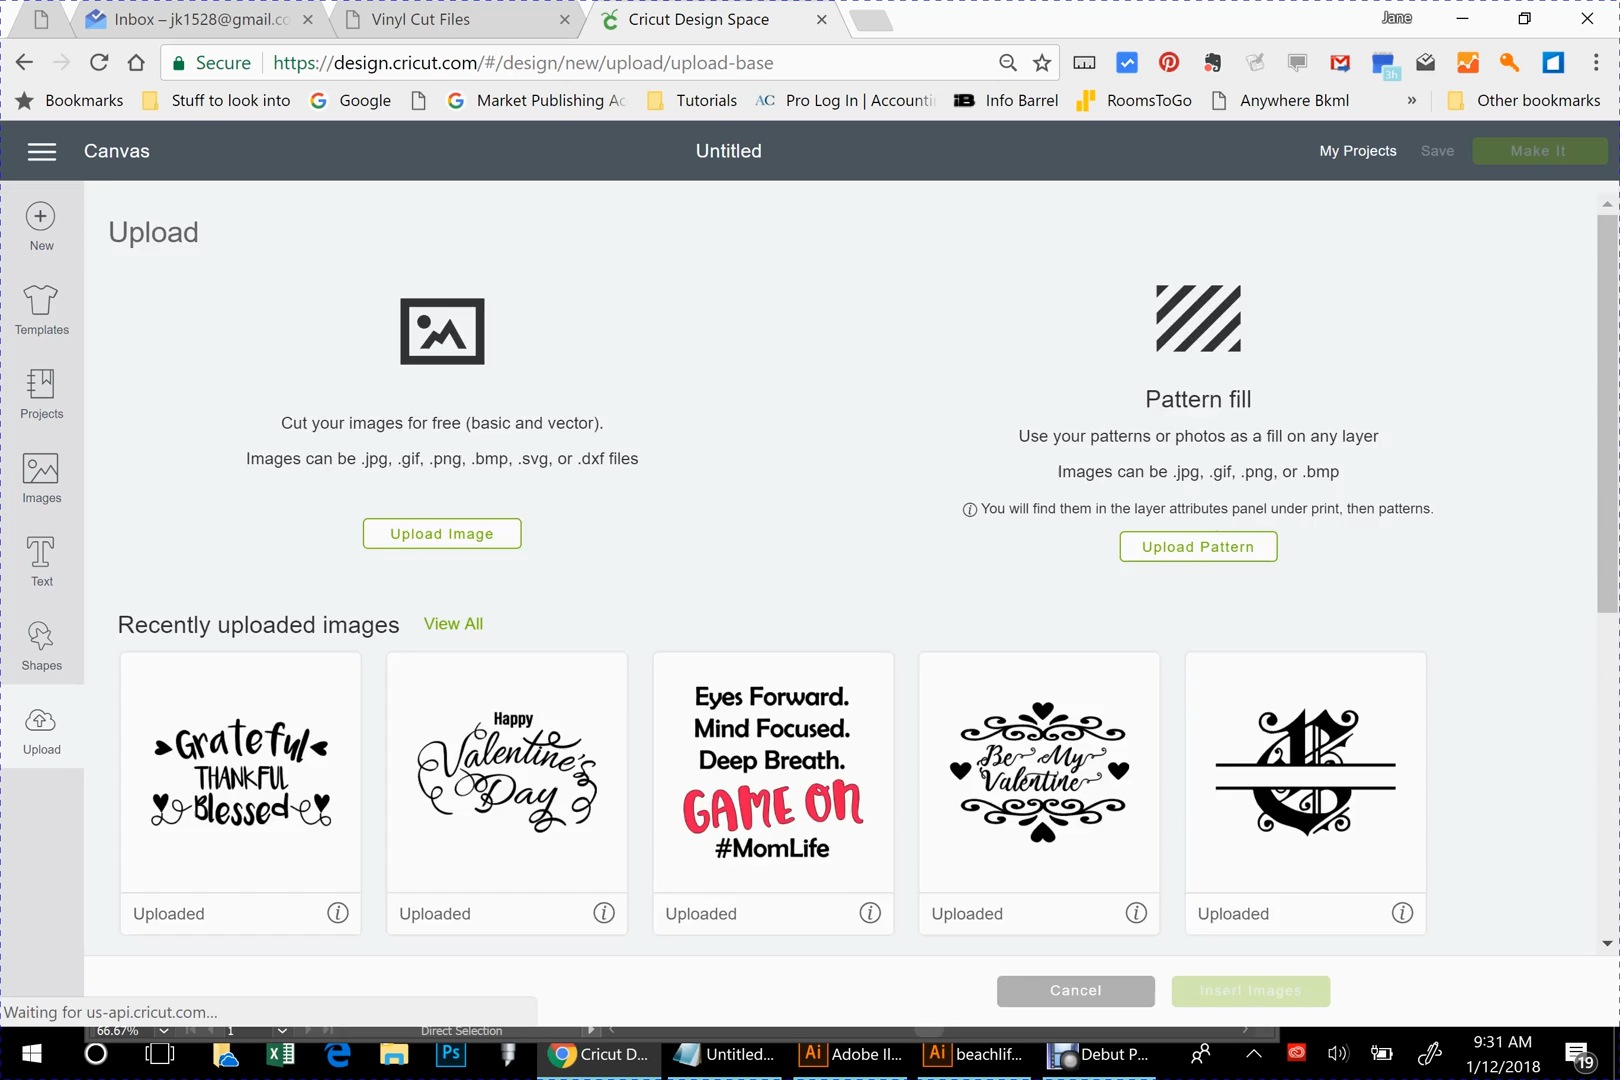 Inbox – jk1528@gmail.co
Vinyl Cut Files
Cricut Design Space
Jane
Secure
https://design.cricut.com/#/design/new/upload/upload-base
3h
Bookmarks
Stuff to look into
Google
Market Publishing Ac
Tutorials
AC
Pro Log In | Accountin
iB
Info Barrel
RoomsToGo
Anywhere Bkml
»
Other bookmarks
Canvas
Untitled
My Projects
Save
Make It
New
Templates
Projects
Images
Text
Shapes
Upload
Upload
Cut your images for free (basic and vector).
Images can be .jpg, .gif, .png, .bmp, .svg, or .dxf files
Upload Image
Pattern fill
Use your patterns or photos as a fill on any layer
Images can be .jpg, .gif, .png, or .bmp
You will find them in the layer attributes panel under print, then patterns.
Upload Pattern
Recently uploaded images
View All
Grateful
THANKFUL
Blessed
Uploaded
Happy
Valentine's
Day
Uploaded
Eyes Forward.
Mind Focused.
Deep Breath.
GAME ON
#MomLife
Uploaded
Be My
Valentine
Uploaded
Uploaded
Cancel
Insert Images
Waiting for us-api.cricut.com...
66.67%
1
Direct Selection
Ps
Cricut D...
Untitled...
Ai
Adobe Il...
Ai
beachlif...
Debut P...
9:31 AM
1/12/2018
19